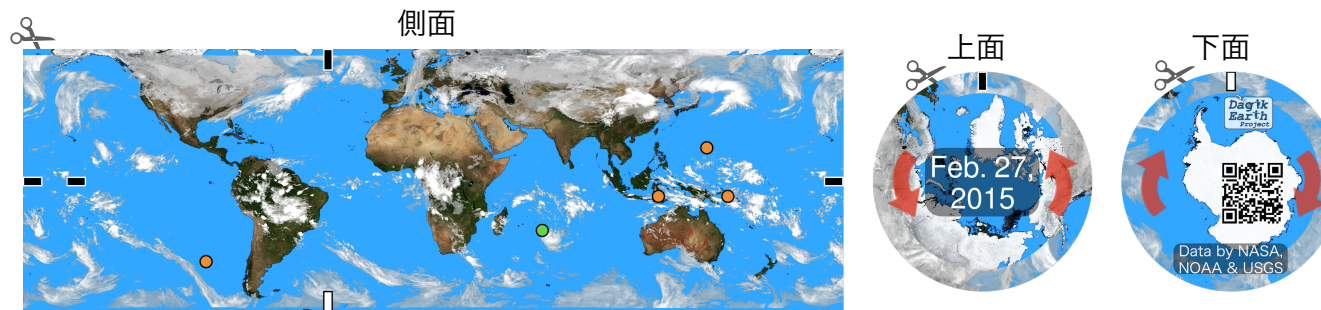 側面
上面
下面
Feb. 27,
2015
Dagik
Earth
Project
Data by NASA,
NOAA & USGS